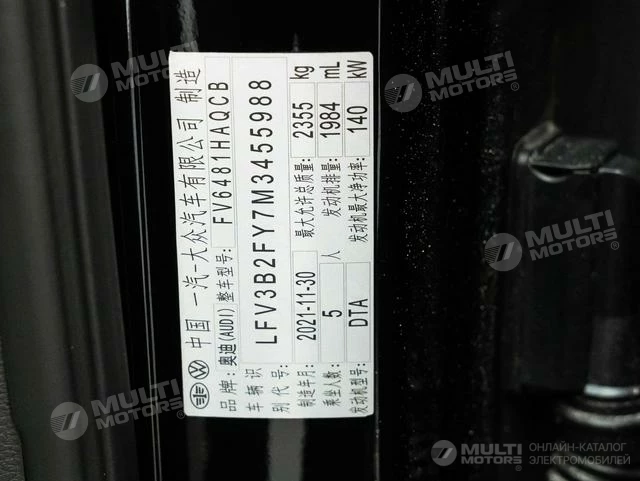 中国 一汽-大众汽车有限公司 制造
品牌: 奥迪(AUDI) 整车型号: FV6481HAQCB
车辆识别代号: LFV3B2FY7M3455988
制造年月: 2021-11-30 最大允许总质量: 2355 kg
乘坐人数: 5 人 发动机排量: 1984 mL
发动机型号: DTA 发动机最大净功率: 140 kW
MULTI MOTORS®
MULTI MOTORS®
MULTI MOTORS®
MULTI MOTORS®
MULTI MOTORS®
MULTI MOTORS® ОНЛАЙН-КАТАЛОГ ЭЛЕКТРОМОБИЛЕЙ